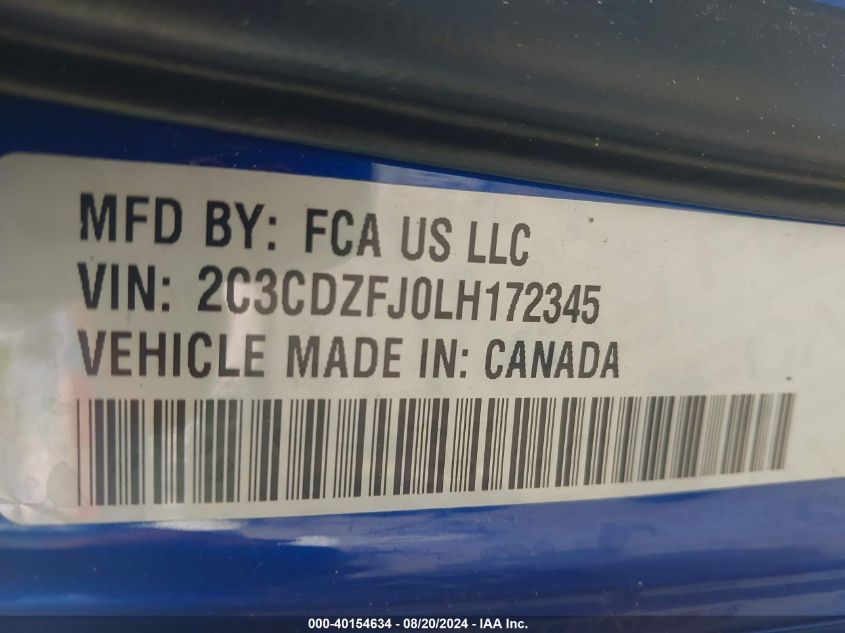 MFD BY: FCA US LLC
VIN: 2C3CDZFJ0LH172345
VEHICLE MADE IN: CANADA
000-40154634 - 08/20/2024 - IAA Inc.